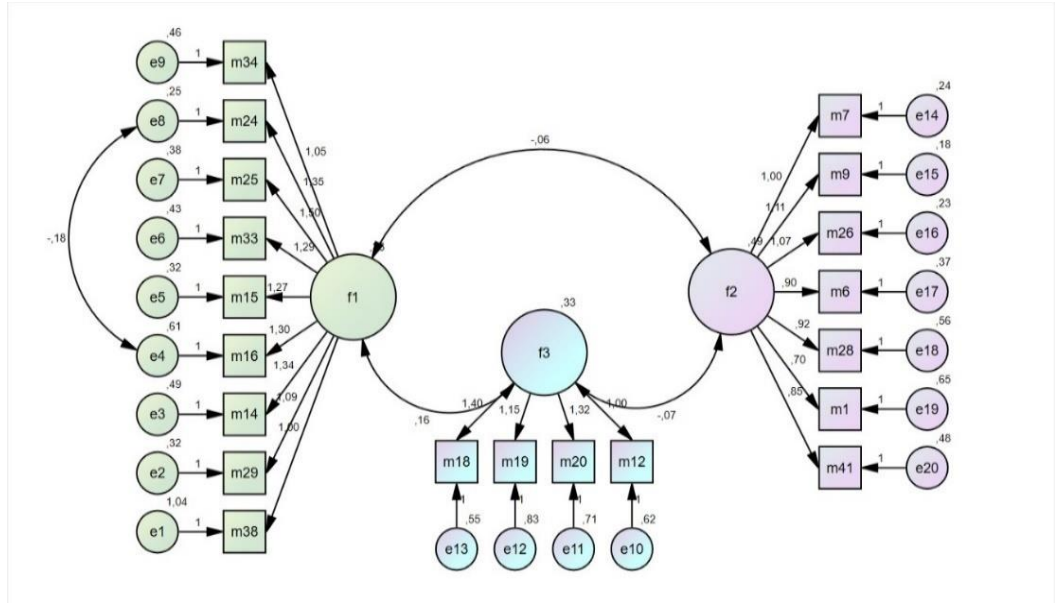 ,46
e9 1 m34
,25
e8 1 m24
,38
e7 1 m25
,43
e6 1 m33
,32
e5 1 m15
,61
e4 1 m16
,49
e3 1 m14
,32
e2 1 m29
1,04
e1 1 m38
-,18
1,05
1,35
1,50
1,29
1,27
1,30
1,34
1,09
1,00
f1
-,06
,16
,33
f3
1,40 1,15 1,32 1,00
-,07
m18 m19 m20 m12
1 1 1 1
,55 ,83 ,71 ,62
e13 e12 e11 e10
,49
f2
1,00
1,11
1,07
,90
,92
,70
,85
,24
m7 1 e14
,18
m9 1 e15
,23
m26 1 e16
,37
m6 1 e17
,56
m28 1 e18
,65
m1 1 e19
,48
m41 1 e20